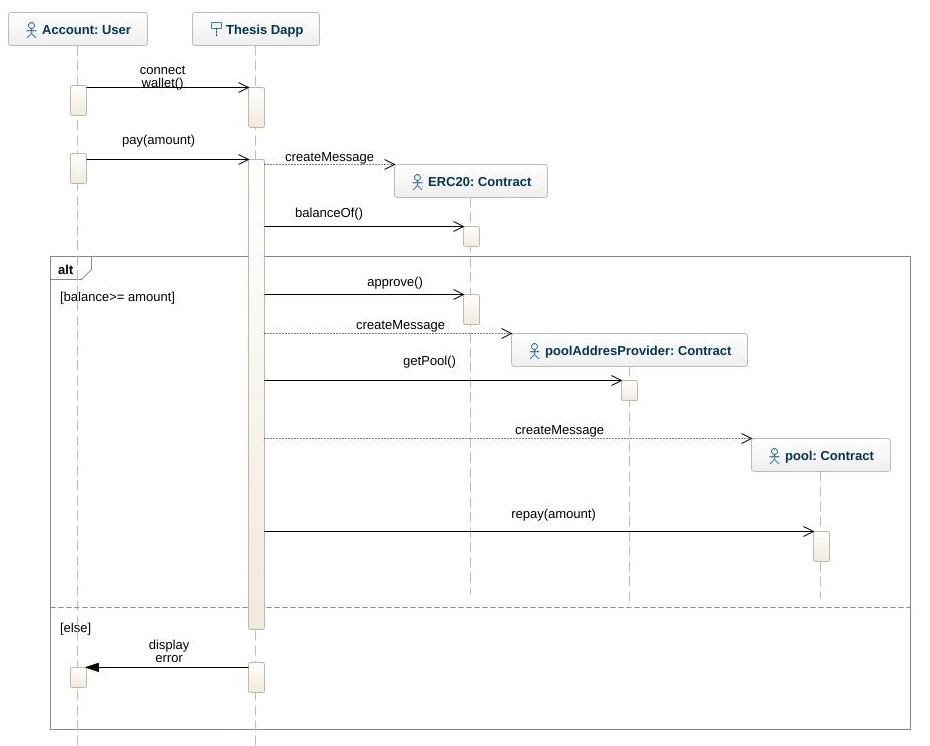 Account: User
Thesis Dapp
connect
wallet()
pay(amount)
createMessage
ERC20: Contract
balanceOf()
alt
[balance>= amount]
approve()
createMessage
poolAddresProvider: Contract
getPool()
createMessage
pool: Contract
repay(amount)
[else]
display
error